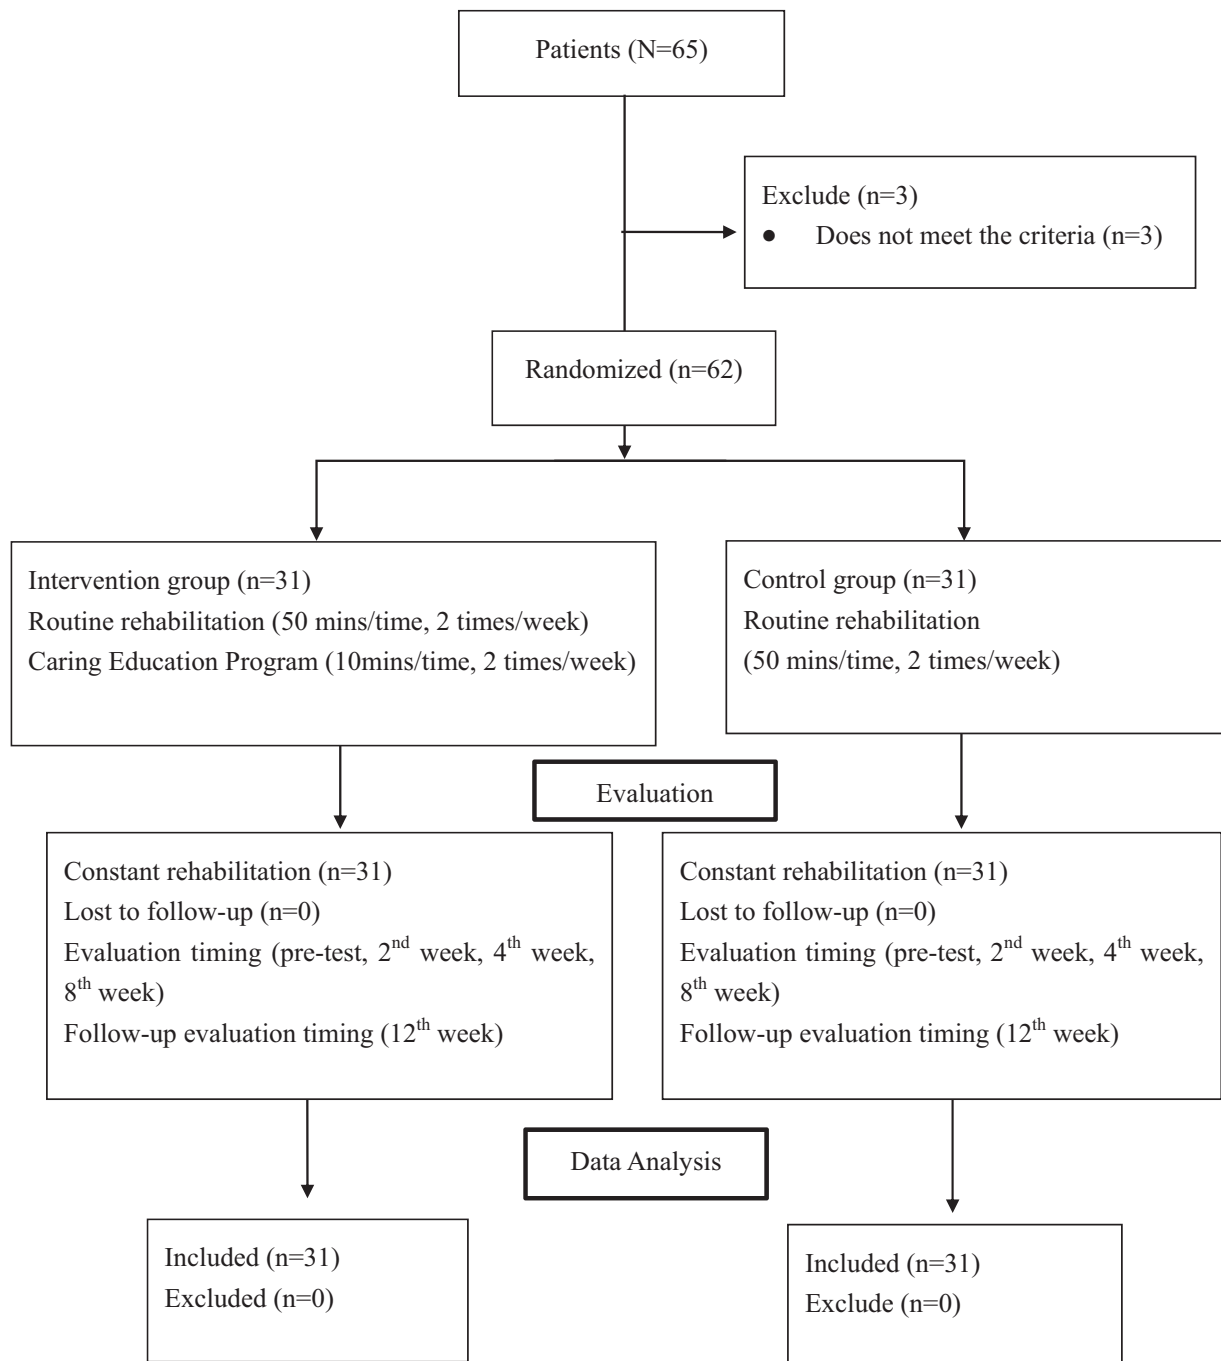 Patients (N=65)
Exclude (n=3)
● Does not meet the criteria (n=3)
Randomized (n=62)
Intervention group (n=31)
Routine rehabilitation (50 mins/time, 2 times/week)
Caring Education Program (10mins/time, 2 times/week)
Control group (n=31)
Routine rehabilitation
(50 mins/time, 2 times/week)
Evaluation
Constant rehabilitation (n=31)
Lost to follow-up (n=0)
Evaluation timing (pre-test, 2nd week, 4th week,
8th week)
Follow-up evaluation timing (12th week)
Constant rehabilitation (n=31)
Lost to follow-up (n=0)
Evaluation timing (pre-test, 2nd week, 4th week,
8th week)
Follow-up evaluation timing (12th week)
Data Analysis
Included (n=31)
Excluded (n=0)
Included (n=31)
Exclude (n=0)